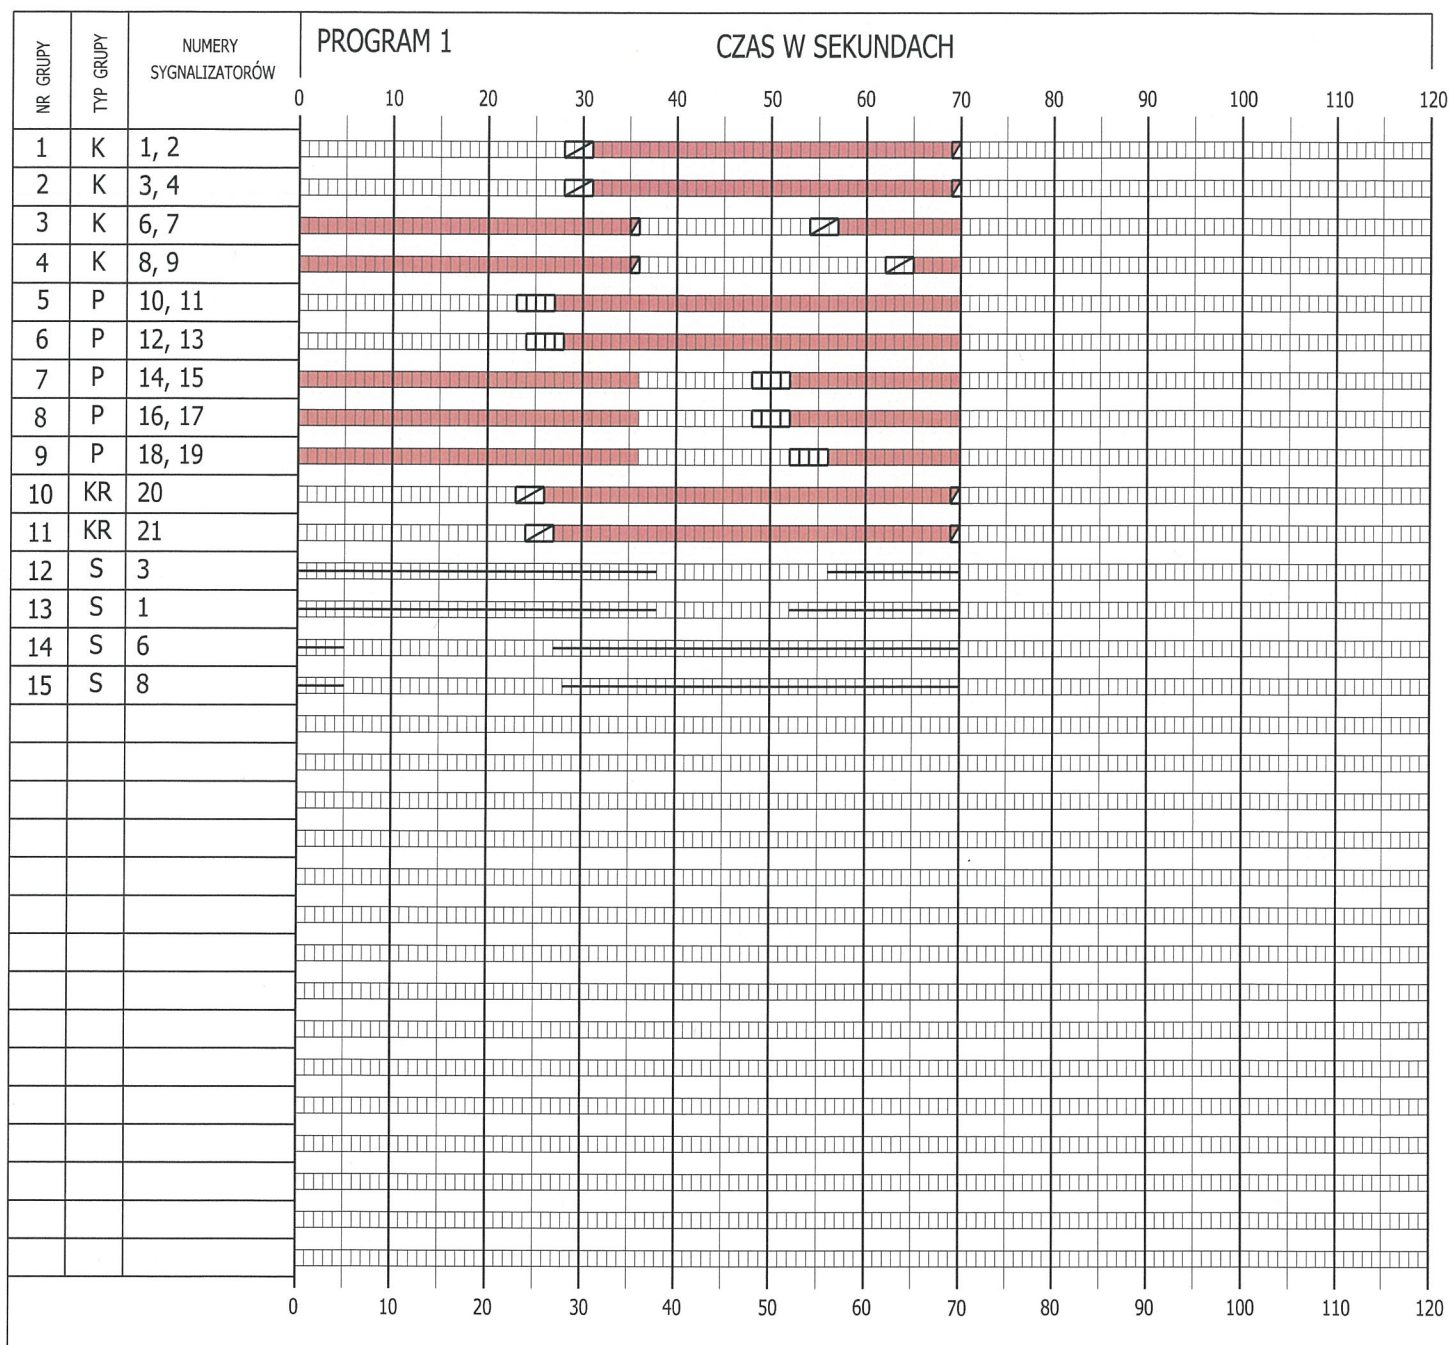 NR GRUPY
TYP GRUPY
NUMERY
SYGNALIZATORÓW
PROGRAM 1
CZAS W SEKUNDACH
0 10 20 30 40 50 60 70 80 90 100 110 120
1 K 1, 2
2 K 3, 4
3 K 6, 7
4 K 8, 9
5 P 10, 11
6 P 12, 13
7 P 14, 15
8 P 16, 17
9 P 18, 19
10 KR 20
11 KR 21
12 S 3
13 S 1
14 S 6
15 S 8
0 10 20 30 40 50 60 70 80 90 100 110 120